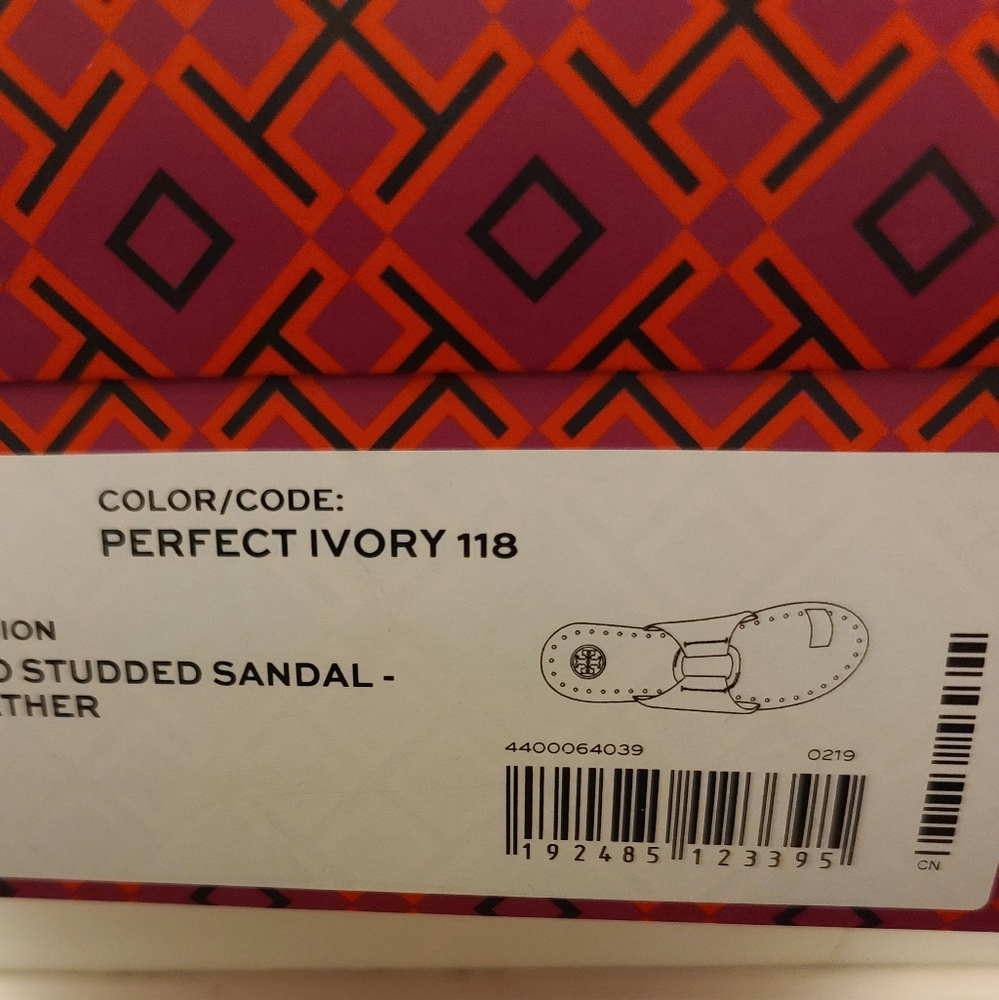 COLOR/CODE:
PERFECT IVORY 118
ION
D STUDDED SANDAL -
THER
4400064039
0219
192485 123395
CN